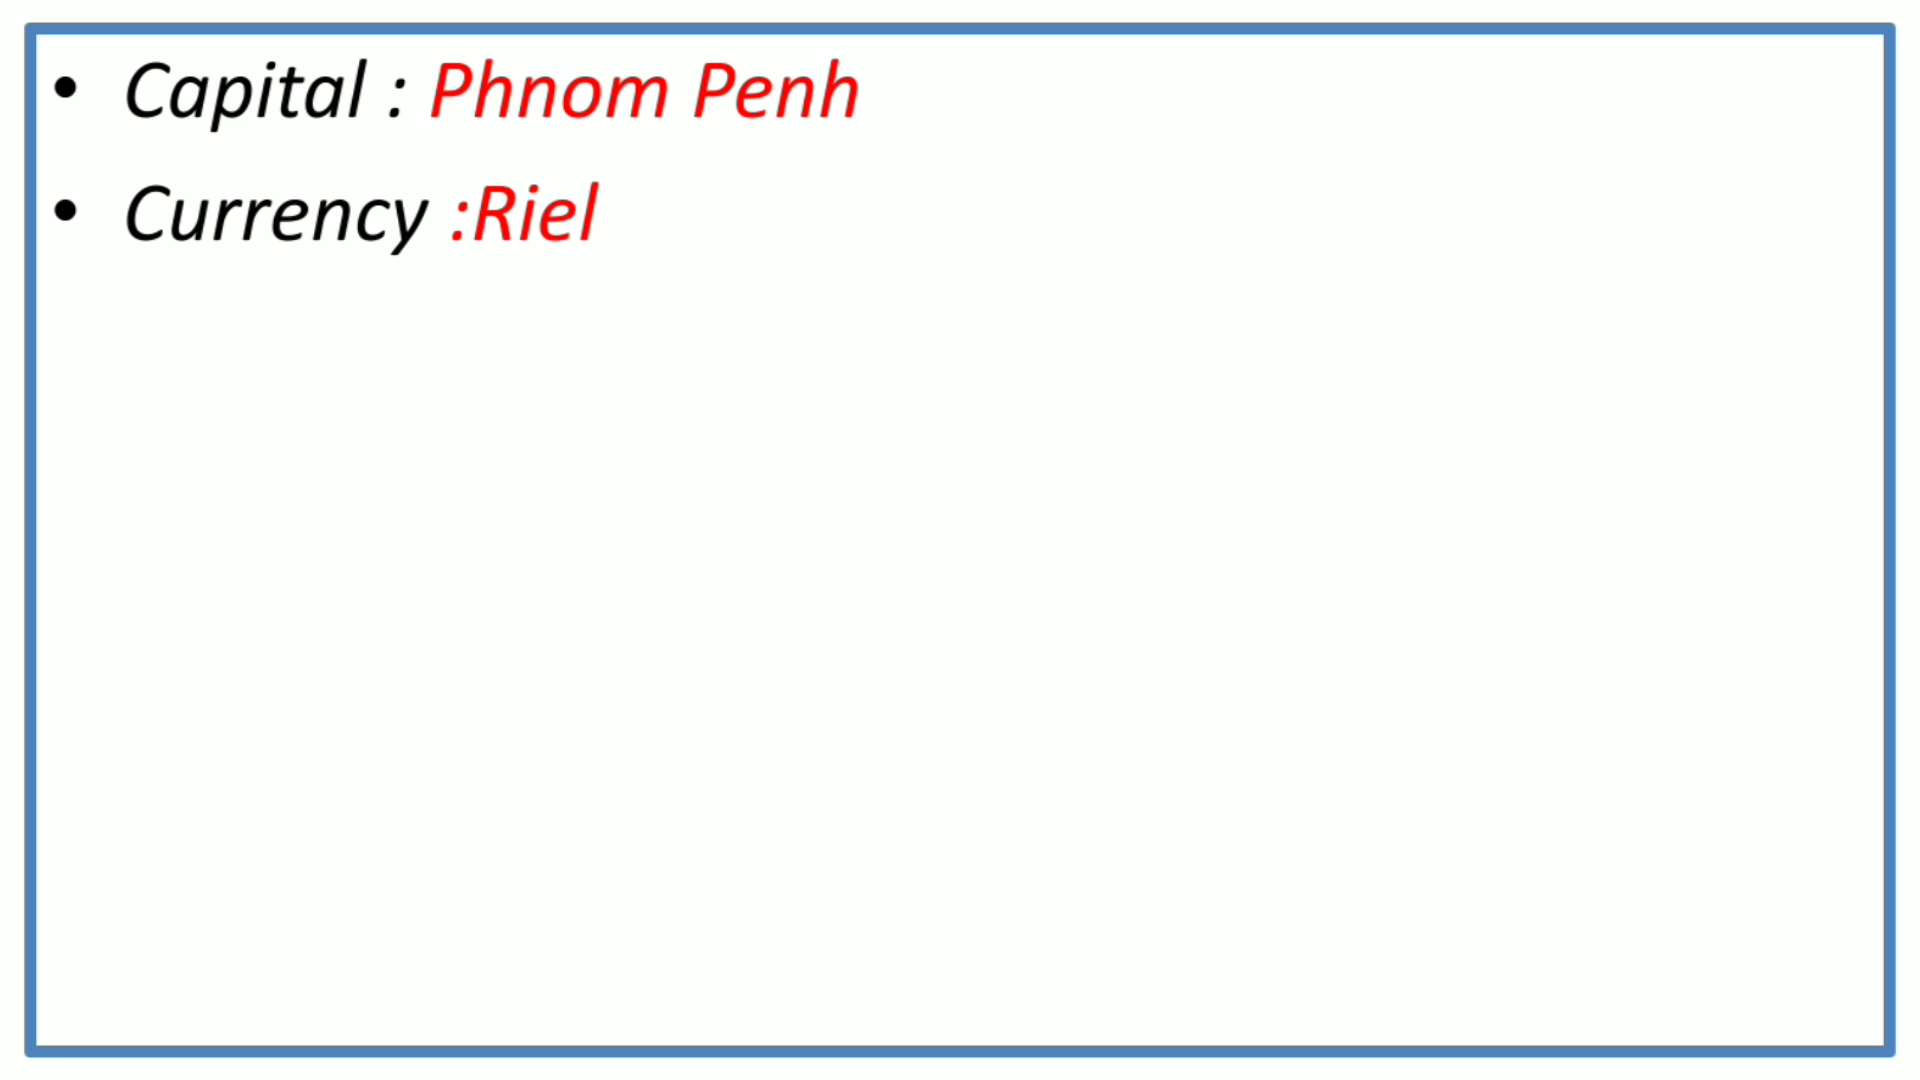 • Capital : Phnom Penh
• Currency :Riel